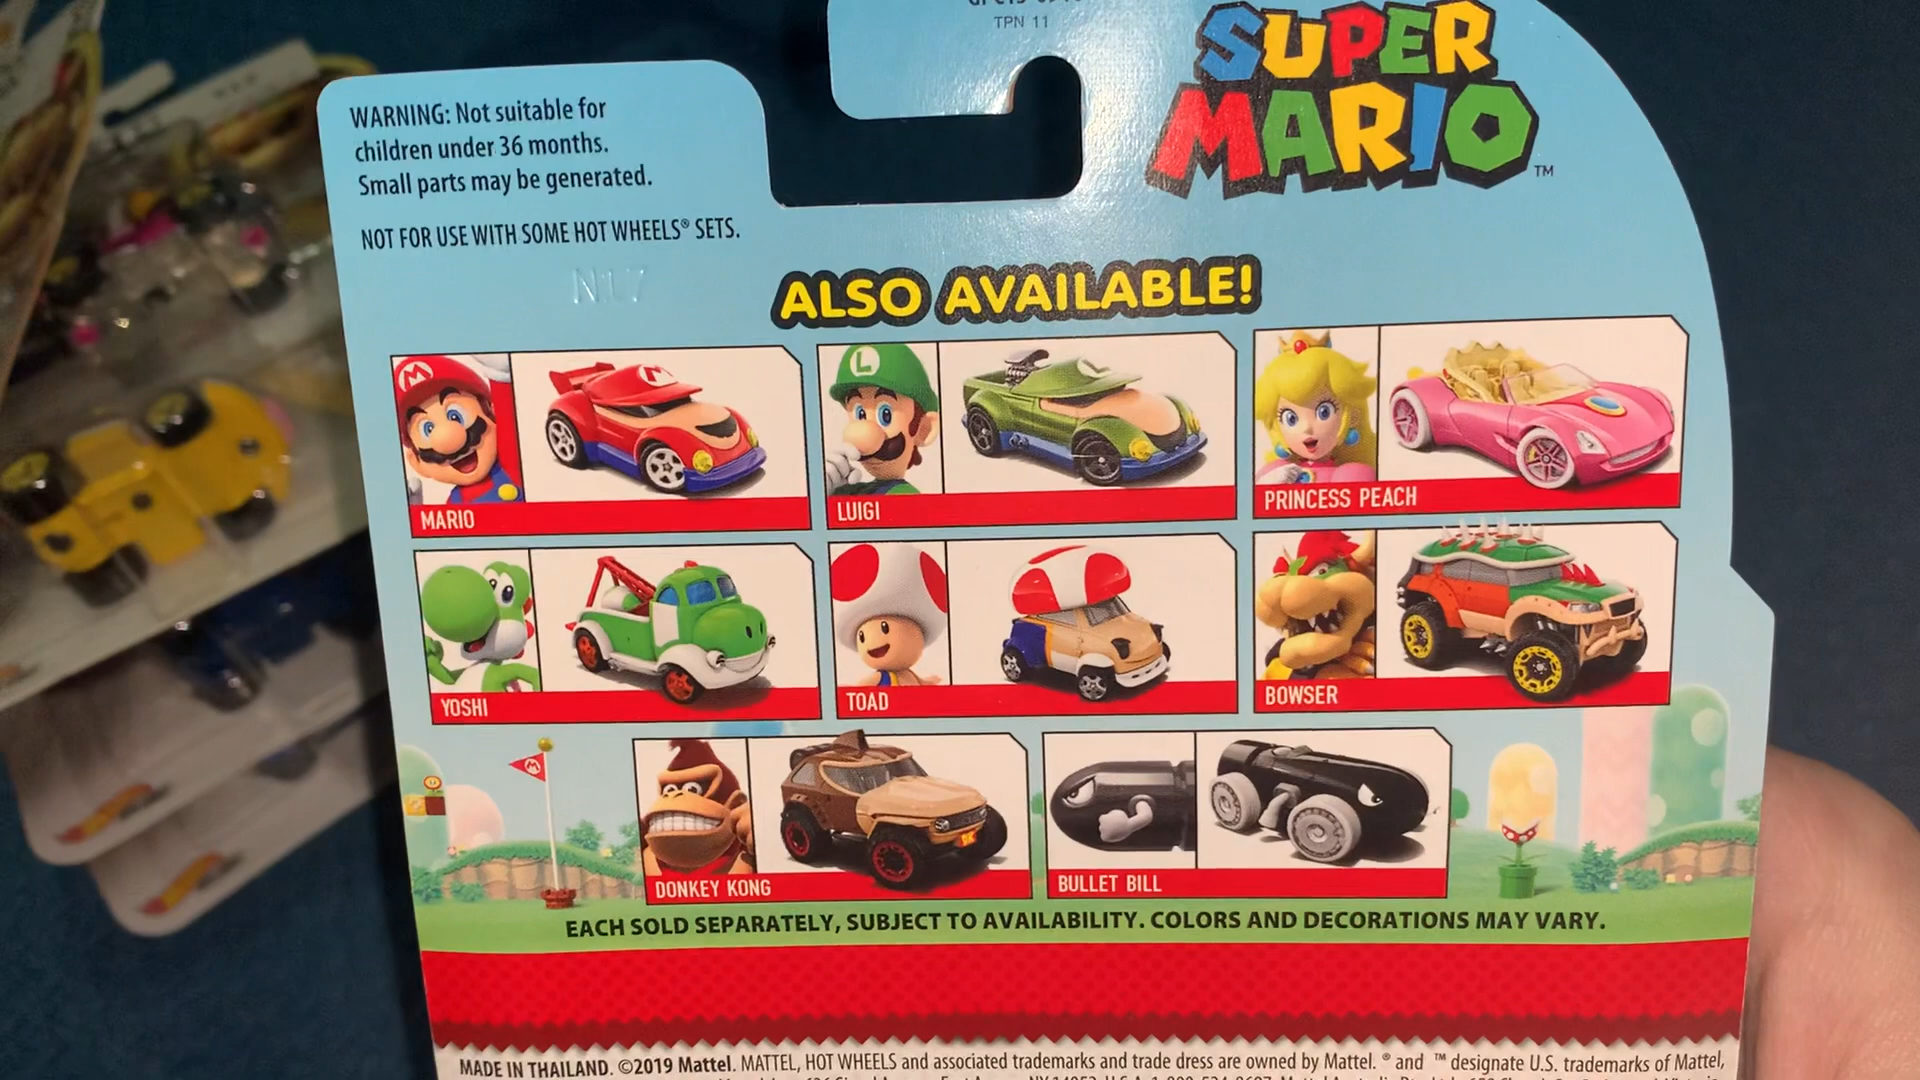 TPN 11
SUPER
MARIO™
WARNING: Not suitable for
children under 36 months.
Small parts may be generated.
NOT FOR USE WITH SOME HOT WHEELS® SETS.
N17
ALSO AVAILABLE!
MARIO
LUIGI
PRINCESS PEACH
YOSHI
TOAD
BOWSER
DONKEY KONG
BULLET BILL
EACH SOLD SEPARATELY, SUBJECT TO AVAILABILITY. COLORS AND DECORATIONS MAY VARY.
MADE IN THAILAND. ©2019 Mattel. MATTEL, HOT WHEELS and associated trademarks and trade dress are owned by Mattel. ® and ™ designate U.S. trademarks of Mattel,